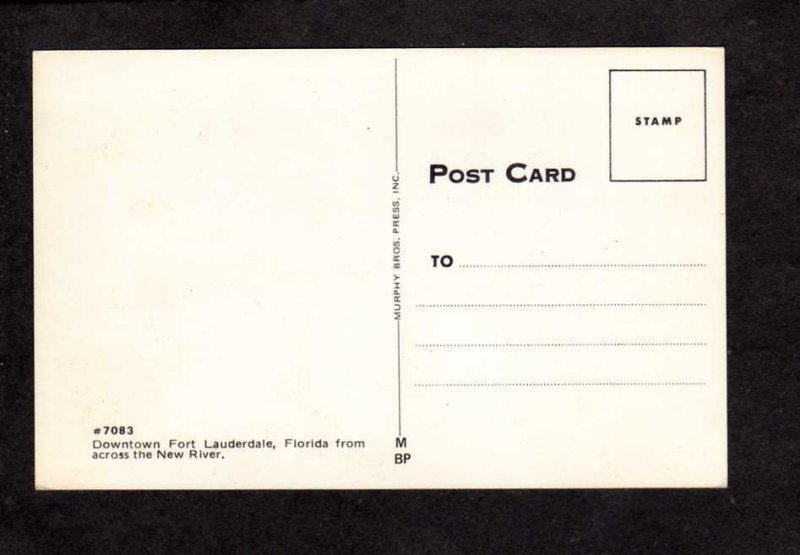 STAMP
POST CARD
MURPHY BROS. PRESS, INC.
TO
#7083
Downtown Fort Lauderdale, Florida from
across the New River.
M
BP